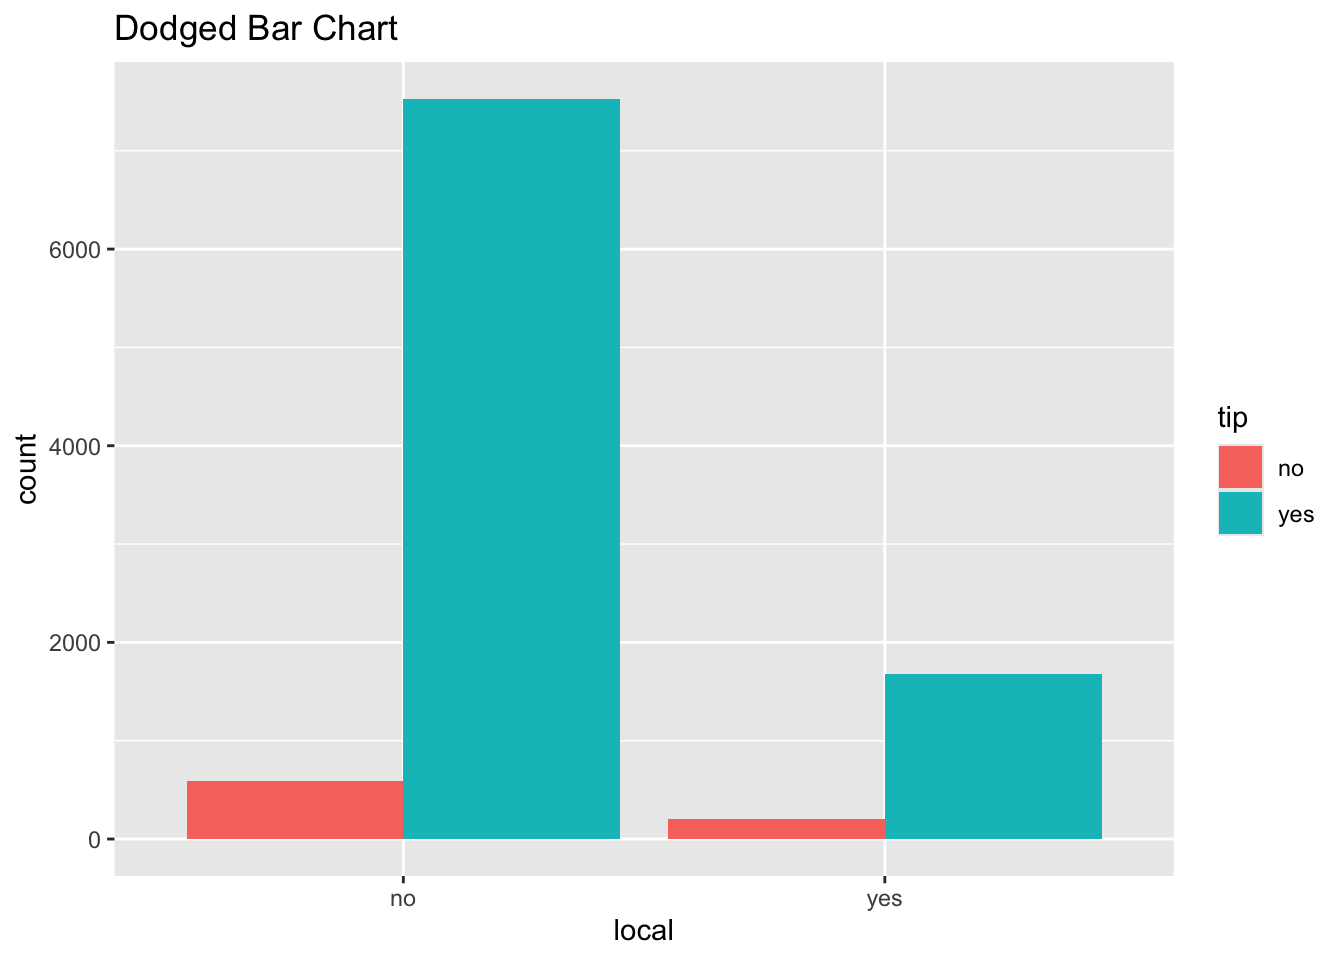 Dodged Bar Chart
count
6000
4000
2000
0
no
yes
local
tip
no
yes